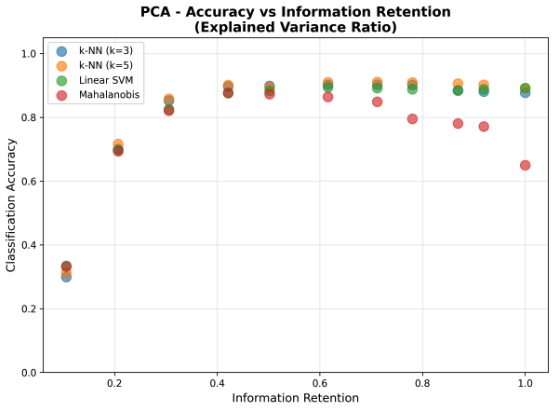 PCA - Accuracy vs Information Retention
(Explained Variance Ratio)
k-NN (k=3)
k-NN (k=5)
Linear SVM
Mahalanobis
Classification Accuracy
1.0
0.8
0.6
0.4
0.2
0.0
0.2
0.4
0.6
0.8
1.0
Information Retention